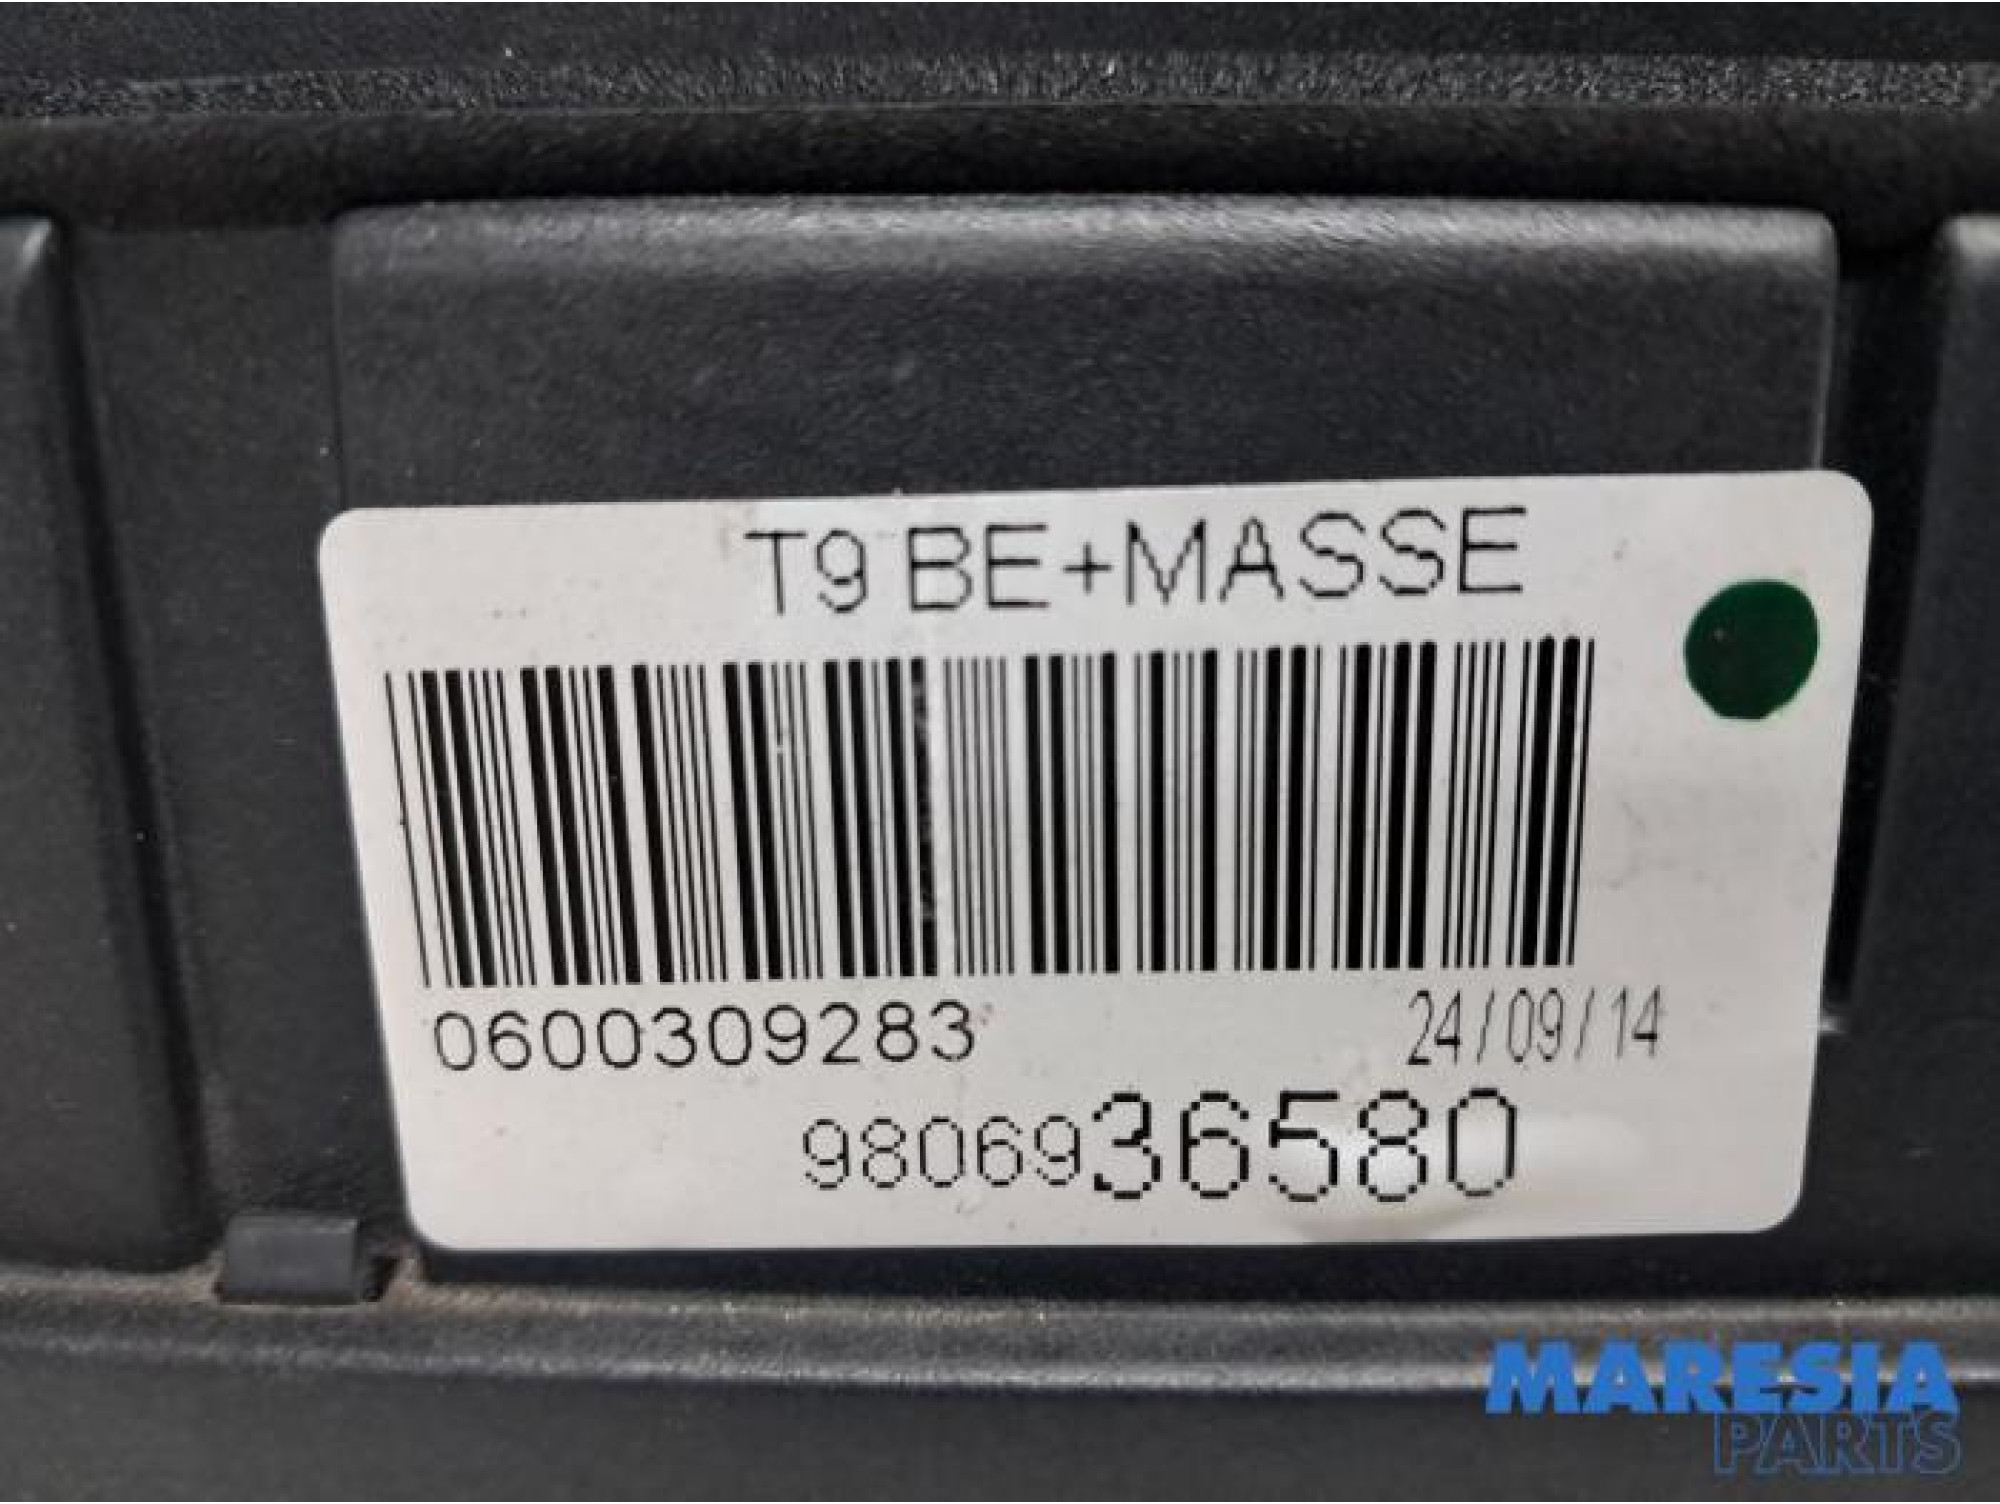 T9 BE+MASSE
0600309283
24/09/14
9806936580
MARESIA
PARTS